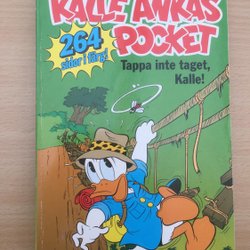 KALLE ANKAS
POCKET
264
sidor i färg!
Tappa inte taget,
Kalle!